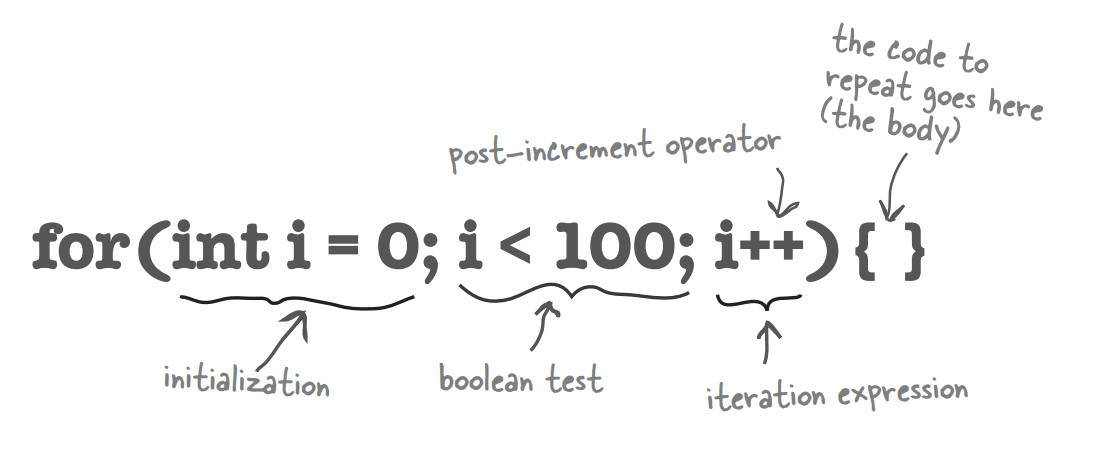 the code to
repeat goes here
(the body)
post-increment operator
for(int i = 0; i < 100; i++){ }
initialization
boolean test
iteration expression